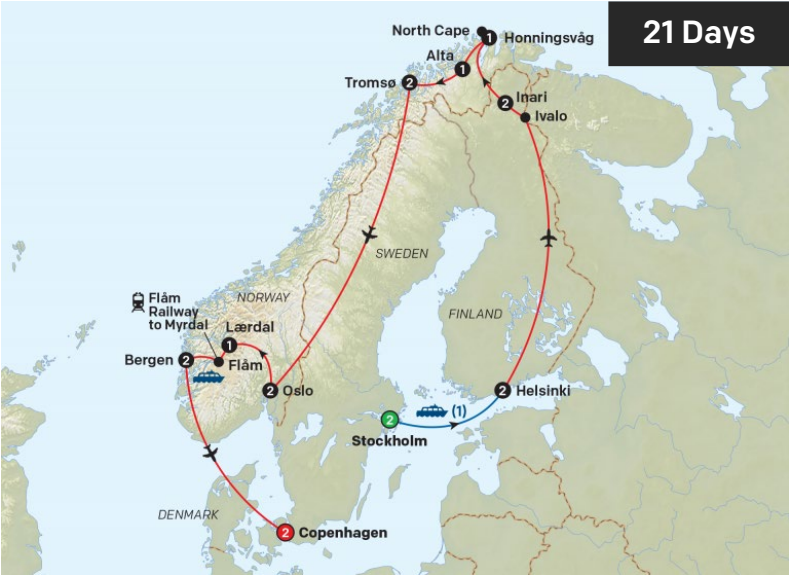 21 Days
North Cape
1
Honningsvåg
Alta
1
Tromsø 2
2 Inari
Ivalo
SWEDEN
NORWAY
FINLAND
Flåm
Railway
to Myrdal
Lærdal
1
Bergen 2
Flåm
2 Oslo
2 Helsinki
(1)
2
Stockholm
DENMARK
2 Copenhagen